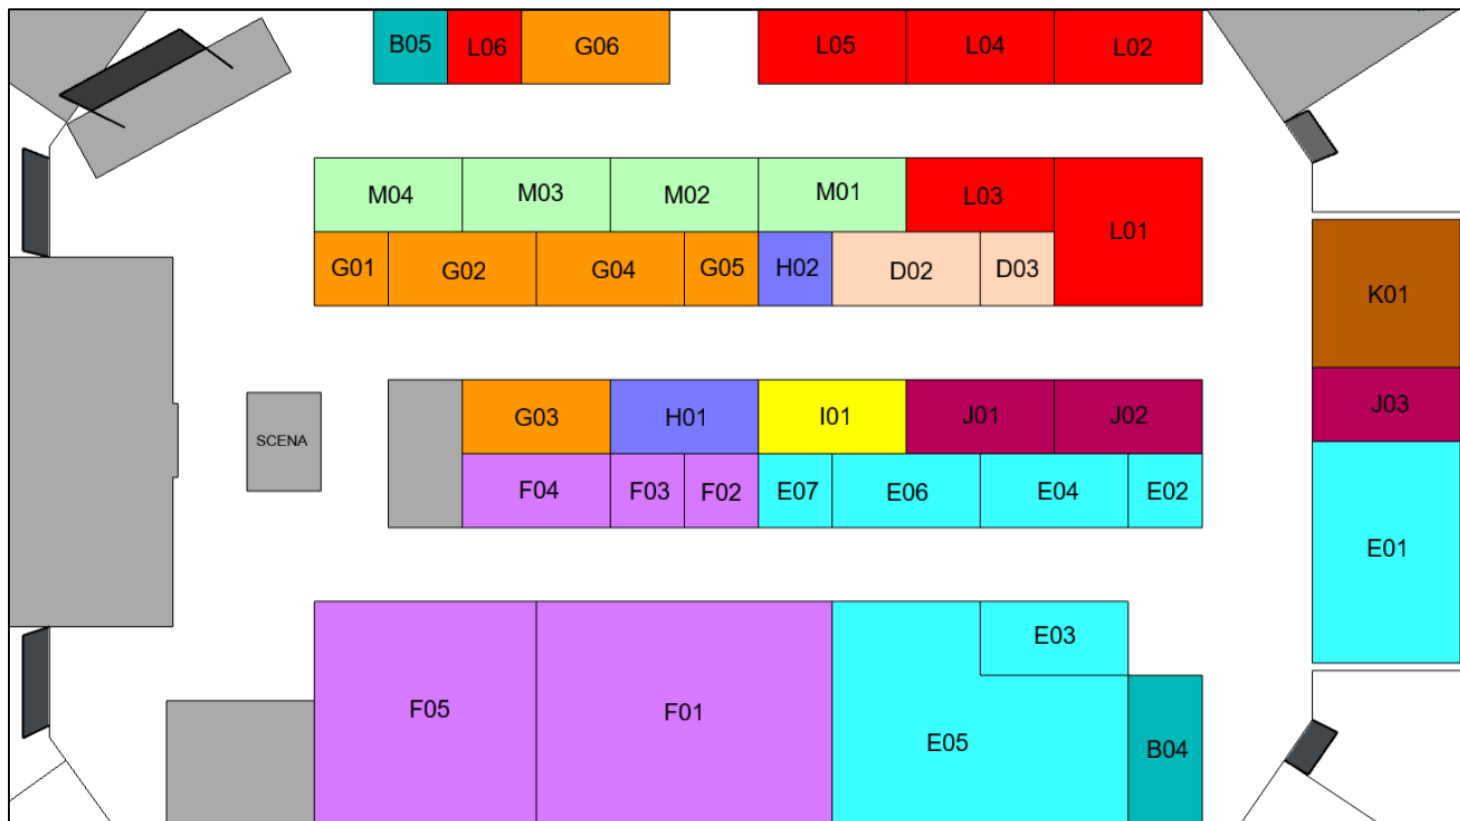 B05 L06 G06 L05 L04 L02
M04 M03 M02 M01 L03 L01
G01 G02 G04 G05 H02 D02 D03
K01
J03
E01
SCENA
G03 H01 I01 J01 J02
F04 F03 F02 E07 E06 E04 E02
F05 F01 E05 E03 B04